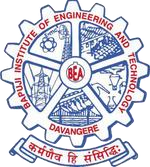 BAPUJI INSTITUTE OF ENGINEERING AND TECHNOLOGY
BEA
DAVANGERE
कर्मणैव हि संसिद्धिः